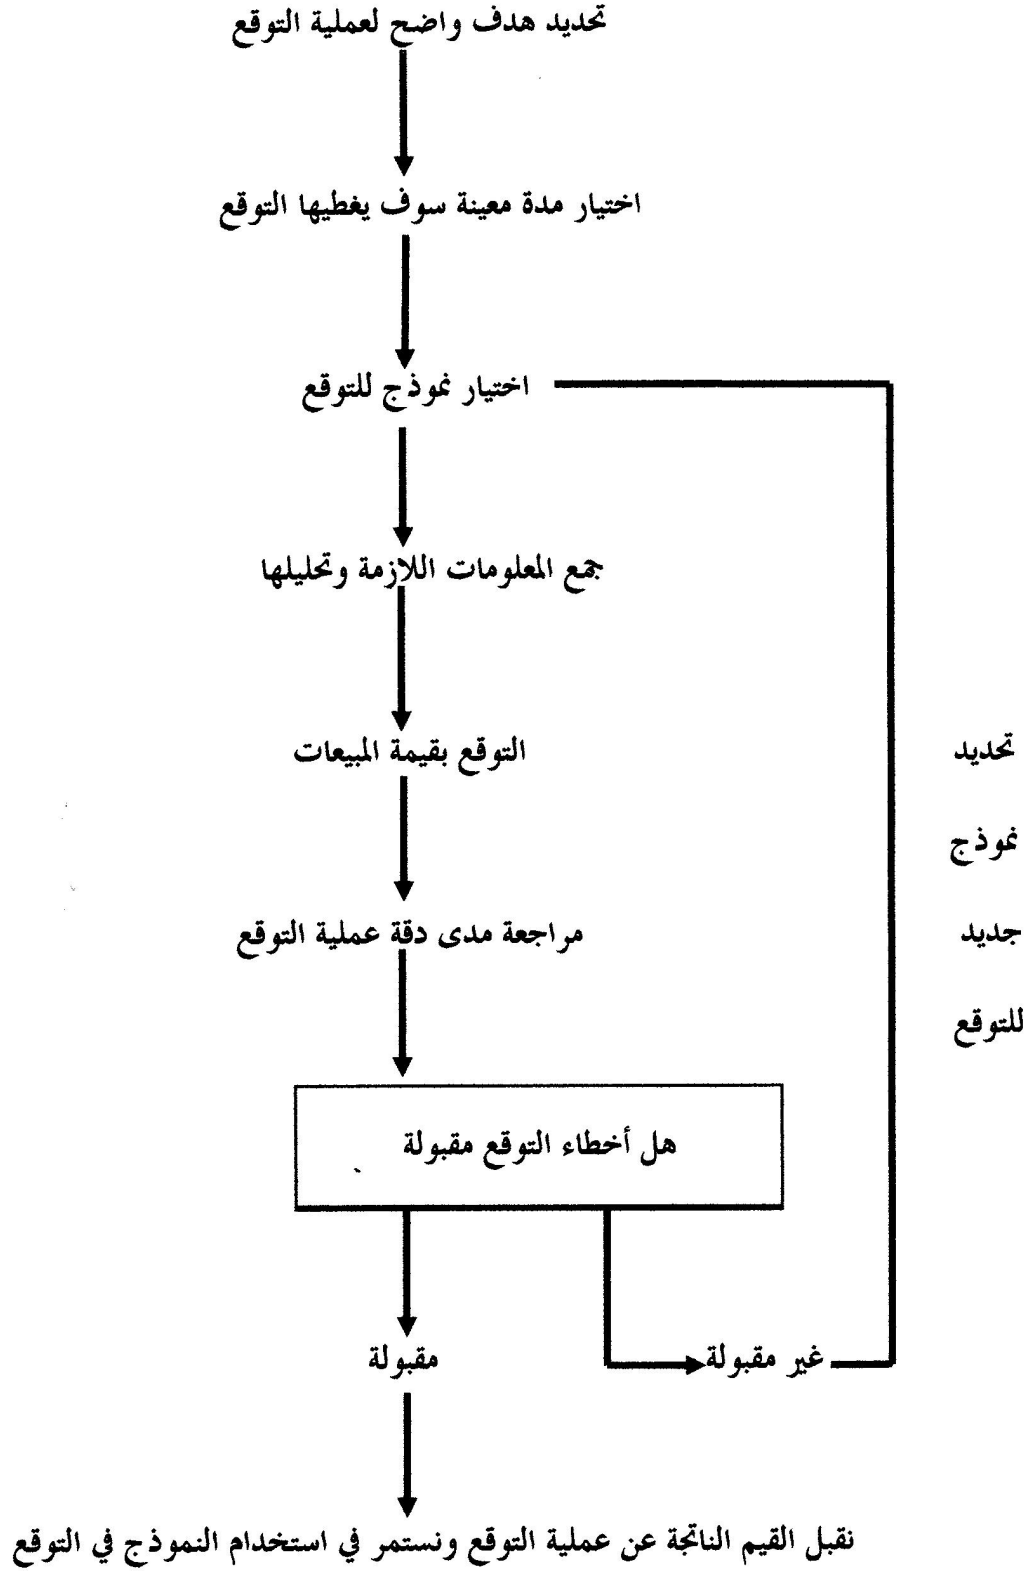 تحديد هدف واضح لعملية التوقع
اختيار مدة معينة سوف يغطيها التوقع
اختيار نموذج للتوقع
جمع المعلومات اللازمة وتحليلها
التوقع بقيمة المبيعات
تحديد
نموذج
جديد
للتوقع
مراجعة مدى دقة عملية التوقع
هل أخطاء التوقع مقبولة
مقبولة
غير مقبولة
نقبل القيم الناتجة عن عملية التوقع ونستمر في استخدام النموذج في التوقع